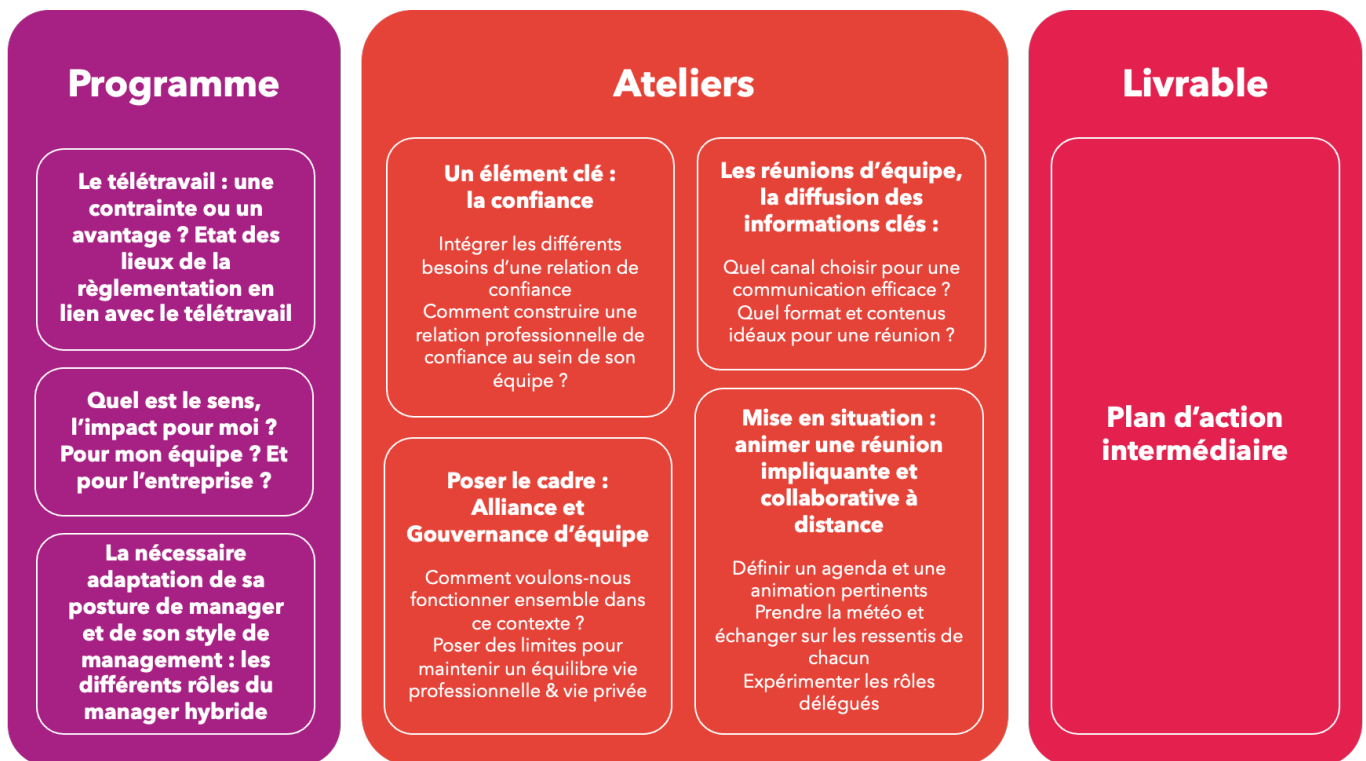 Programme
Le télétravail : une
contrainte ou un
avantage ? Etat des
lieux de la
règlementation en
lien avec le télétravail
Quel est le sens,
l’impact pour moi ?
Pour mon équipe ? Et
pour l’entreprise ?
La nécessaire
adaptation de sa
posture de manager
et de son style de
management : les
différents rôles du
manager hybride
Ateliers
Un élément clé :
la confiance
Intégrer les différents
besoins d’une relation de
confiance
Comment construire une
relation professionnelle de
confiance au sein de son
équipe ?
Poser le cadre :
Alliance et
Gouvernance d’équipe
Comment voulons-nous
fonctionner ensemble dans
ce contexte ?
Poser des limites pour
maintenir un équilibre vie
professionnelle & vie privée
Les réunions d’équipe,
la diffusion des
informations clés :
Quel canal choisir pour une
communication efficace ?
Quel format et contenus
idéaux pour une réunion ?
Mise en situation :
animer une réunion
impliquante et
collaborative à
distance
Définir un agenda et une
animation pertinents
Prendre la météo et
échanger sur les ressentis de
chacun
Expérimenter les rôles
délégués
Livrable
Plan d’action
intermédiaire